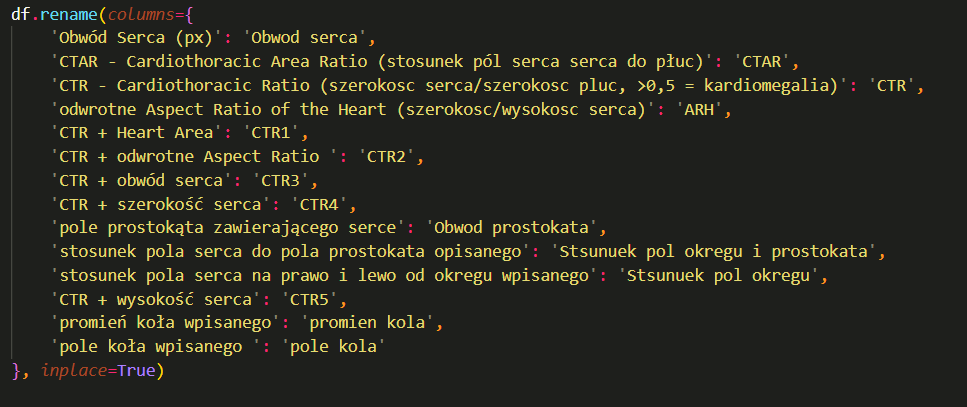 df.rename(columns={
'Obwód Serca (px)': 'Obwod serca',
'CTAR - Cardiothoracic Area Ratio (stosunek pól serca serca do płuc)': 'CTAR',
'CTR - Cardiothoracic Ratio (szerokosc serca/szerokosc pluc, >0,5 = kardiomegalia)': 'CTR',
'odwrotne Aspect Ratio of the Heart (szerokosc/wysokosc serca)': 'ARH',
'CTR + Heart Area': 'CTR1',
'CTR + odwrotne Aspect Ratio ': 'CTR2',
'CTR + obwód serca': 'CTR3',
'CTR + szerokość serca': 'CTR4',
'pole prostokąta zawierającego serce': 'Obwod prostokata',
'stosunek pola serca do pola prostokata opisanego': 'Stsunuek pol okregu i prostokata',
'stosunek pola serca na prawo i lewo od okregu wpisanego': 'Stsunuek pol okregu',
'CTR + wysokość serca': 'CTR5',
'promień koła wpisanego': 'promien kola',
'pole koła wpisanego ': 'pole kola'
}, inplace=True)